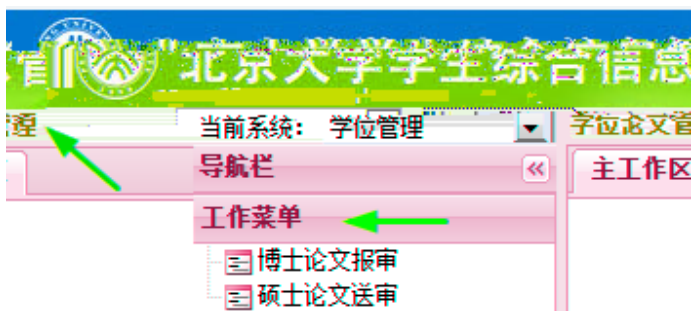 北京大学学生综合信息
当前系统： 学位管理
学位论文管
导航栏
主工作区
工作菜单
博士论文报审
硕士论文送审